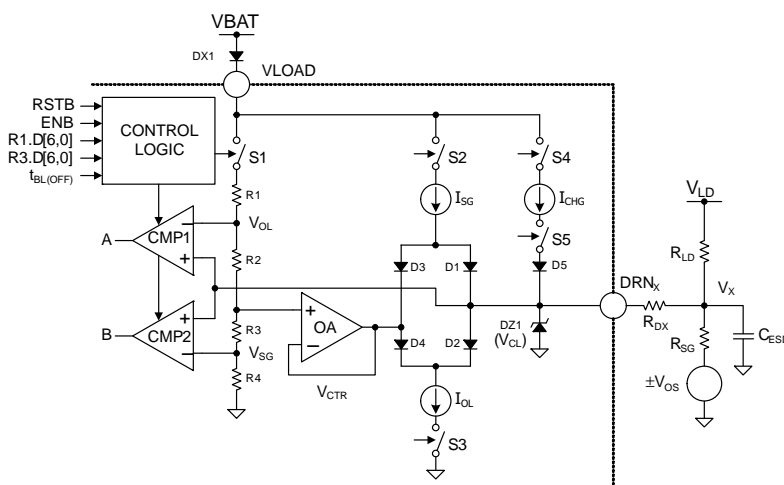 VBAT
DX1
VLOAD
RSTB
ENB
R1.D[6,0]
R3.D[6,0]
tBL(OFF)
CONTROL
LOGIC
S1
S2
S4
R1
ISG
ICHG
VLD
VOL
S5
A
CMP1
R2
D3
D1
D5
RLD
DRNX
VX
B
CMP2
R3
OA
D4
D2
DZ1
(VCL)
RDX
RSG
VSG
R4
VCTR
IOL
±VOS
S3